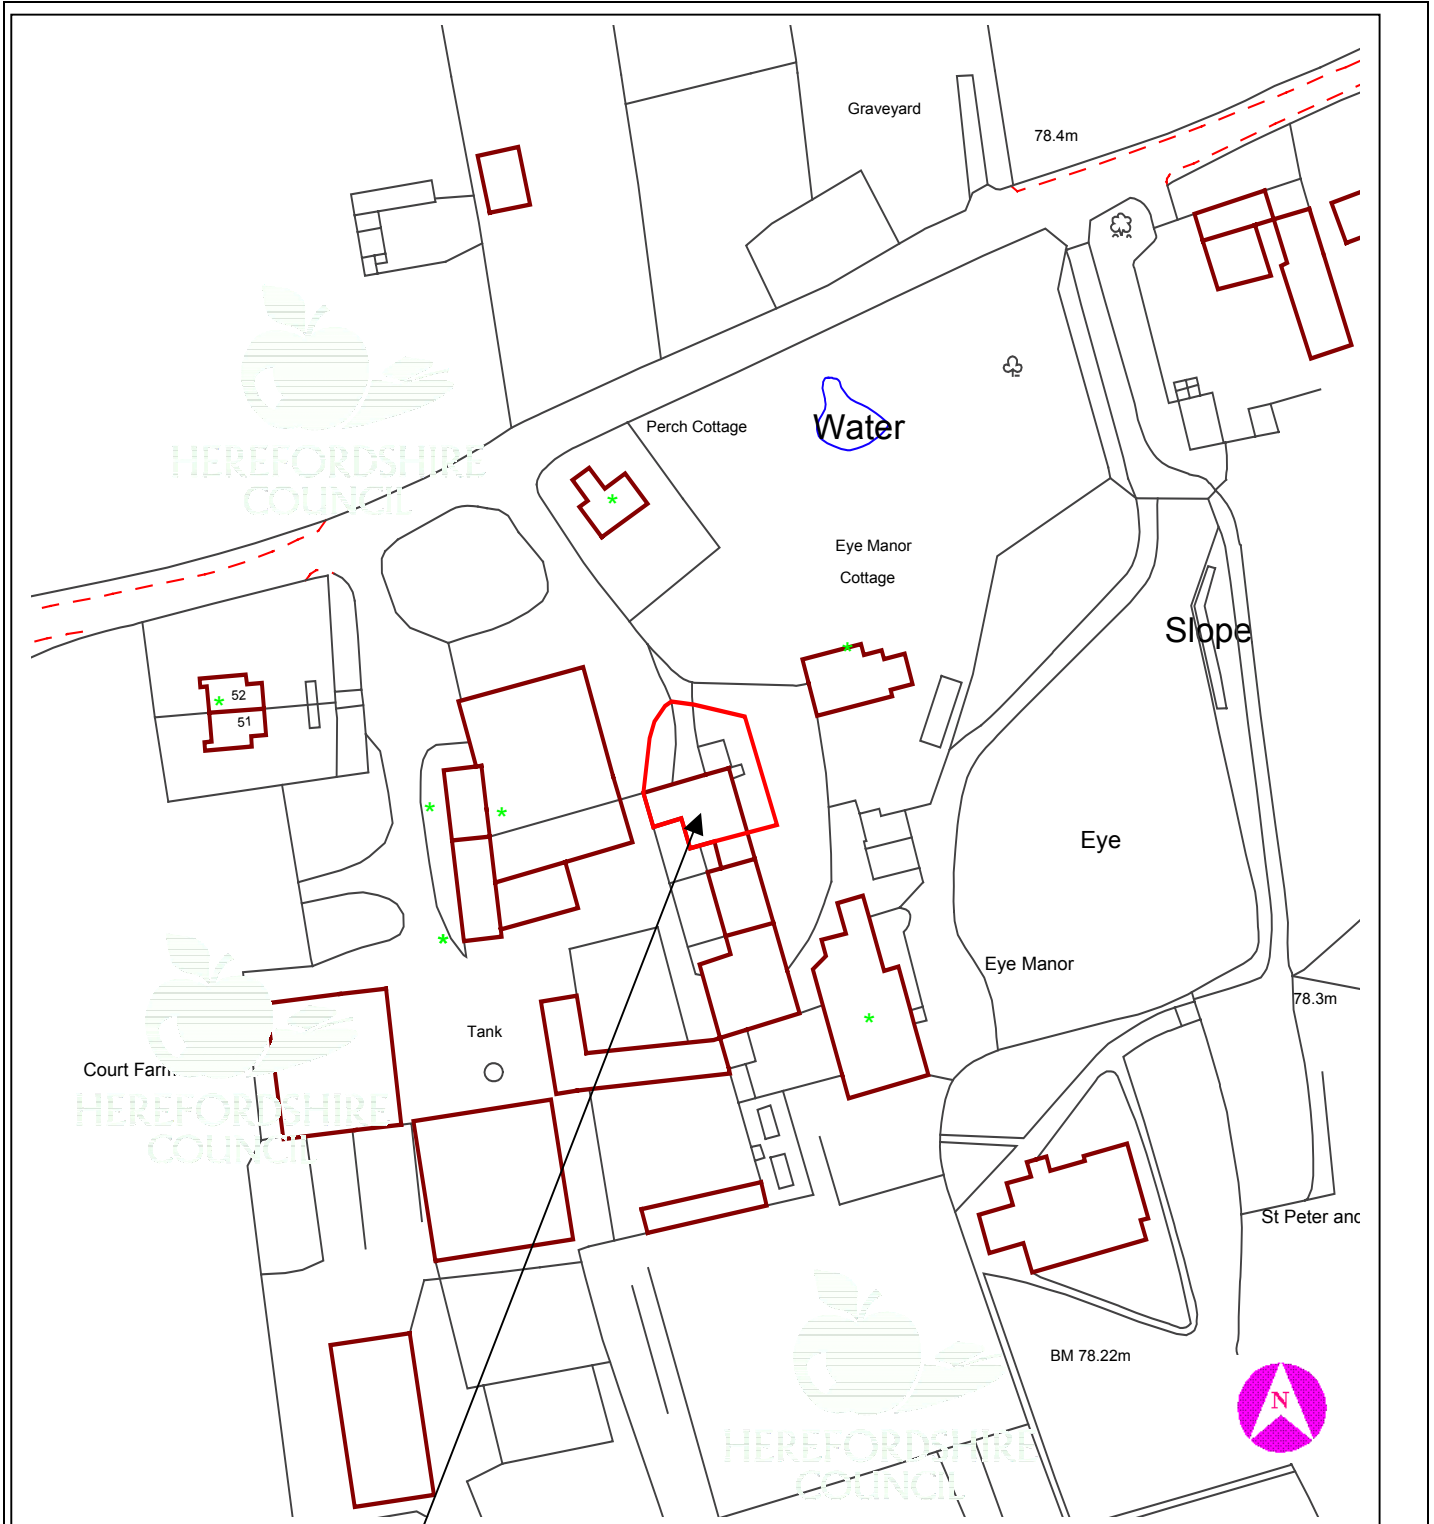 Graveyard
78.4m
HEREFORDSHIRE
COUNCIL
Perch Cottage
Water
Eye Manor
Cottage
Slope
52
51
Eye
Eye Manor
78.3m
Tank
Court Farm
HEREFORDSHIRE
COUNCIL
St Peter and
BM 78.22m
N
HEREFORDSHIRE
COUNCIL